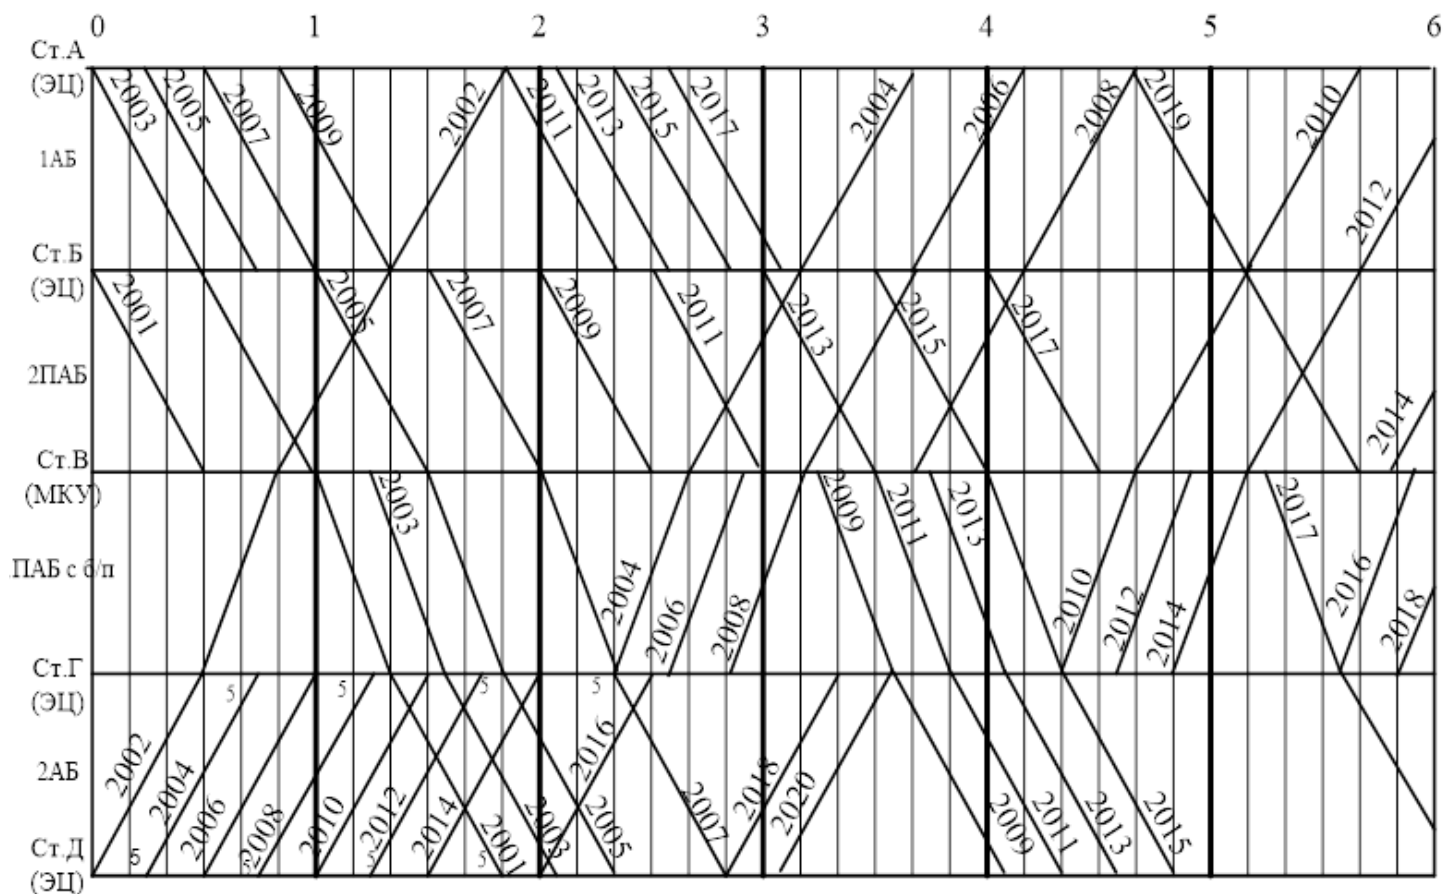 0 1 2 3 4 5 6
Ст.А
(ЭЦ)
2003 2005 2007 2009 2002 2011 2013 2015 2017 2004 2006 2008 2019 2010
1АБ
2012
Ст.Б
(ЭЦ)
2001 2005 2007 2009 2011 2013 2015 2017
2ПАБ
2014
Ст.В
(МКУ)
2003 2009 2011 2013 2017
ПАБ с б/п
2004 2006 2008 2010 2012 2014 2016 2018
Ст.Г
(ЭЦ)
5 5 5 5
2АБ
2002 2004 2006 2008 2010 2012 2014 2001 2003 2016 2005 2007 2018 2020 2009 2011 2013 2015
Ст.Д
5 5 5 5
(ЭЦ)